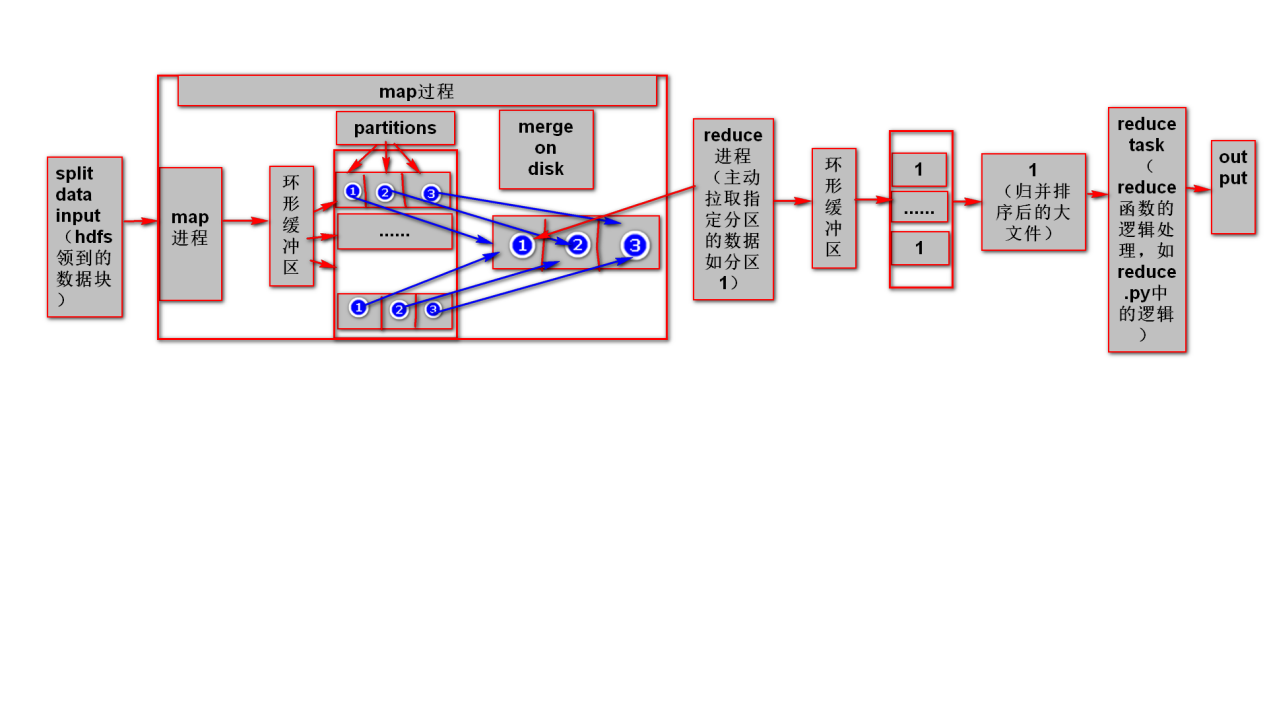 map过程
partitions
merge
on
disk
split
data
input
（hdfs
领到的
数据块
）
map
进程
环
形
缓
冲
区
1
2
3
......
1
2
3
1
2
3
reduce
进程
（主动
拉取指
定分区
的数据
如分区
1）
环
形
缓
冲
区
1
......
1
1
（归并排
序后的大
文件）
reduce
task
（
reduce
函数的
逻辑处
理，如
reduce
.py中
的逻辑
）
out
put